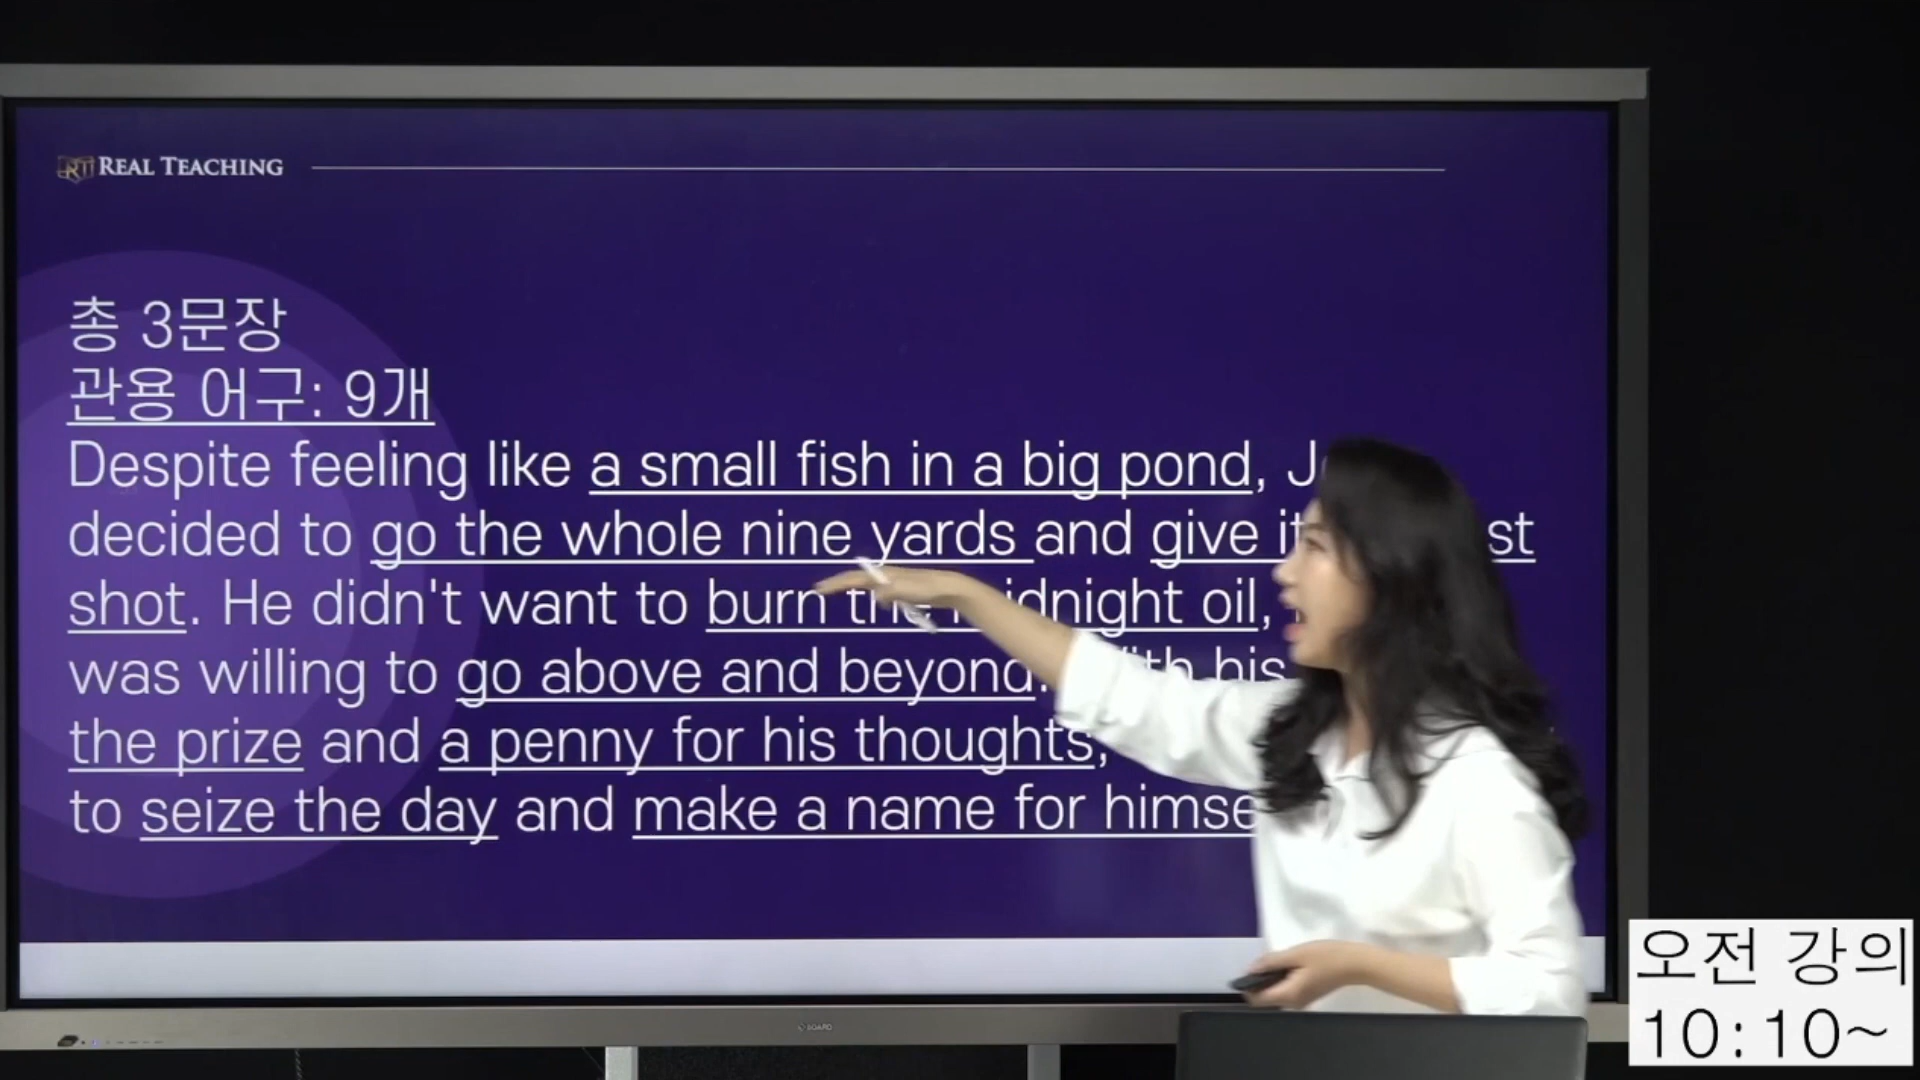 REAL TEACHING
총 3문장
관용 어구: 9개
Despite feeling like a small fish in a big pond,
decided to go the whole nine yards and give
shot. He didn't want to burn the midnight oil,
was willing to go above and beyond. his
the prize and a penny for his thoughts,
to seize the day and make a name for
오전 강의
10:10~